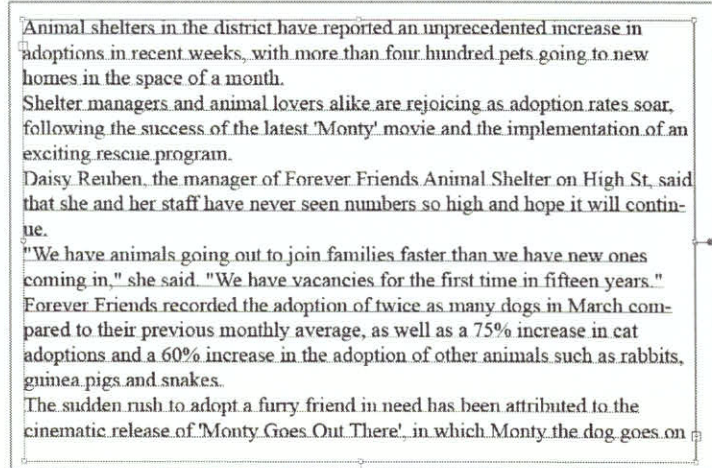 Animal shelters in the district have reported an unprecedented increase in
adoptions in recent weeks, with more than four hundred pets going to new
homes in the space of a month.
Shelter managers and animal lovers alike are rejoicing as adoption rates soar,
following the success of the latest 'Monty' movie and the implementation of an
exciting rescue program.
Daisy Reuben, the manager of Forever Friends Animal Shelter on High St, said
that she and her staff have never seen numbers so high and hope it will contin-
ue.
"We have animals going out to join families faster than we have new ones
coming in," she said. "We have vacancies for the first time in fifteen years."
Forever Friends recorded the adoption of twice as many dogs in March com-
pared to their previous monthly average, as well as a 75% increase in cat
adoptions and a 60% increase in the adoption of other animals such as rabbits,
guinea pigs and snakes.
The sudden rush to adopt a furry friend in need has been attributed to the
cinematic release of 'Monty Goes Out There', in which Monty the dog goes on